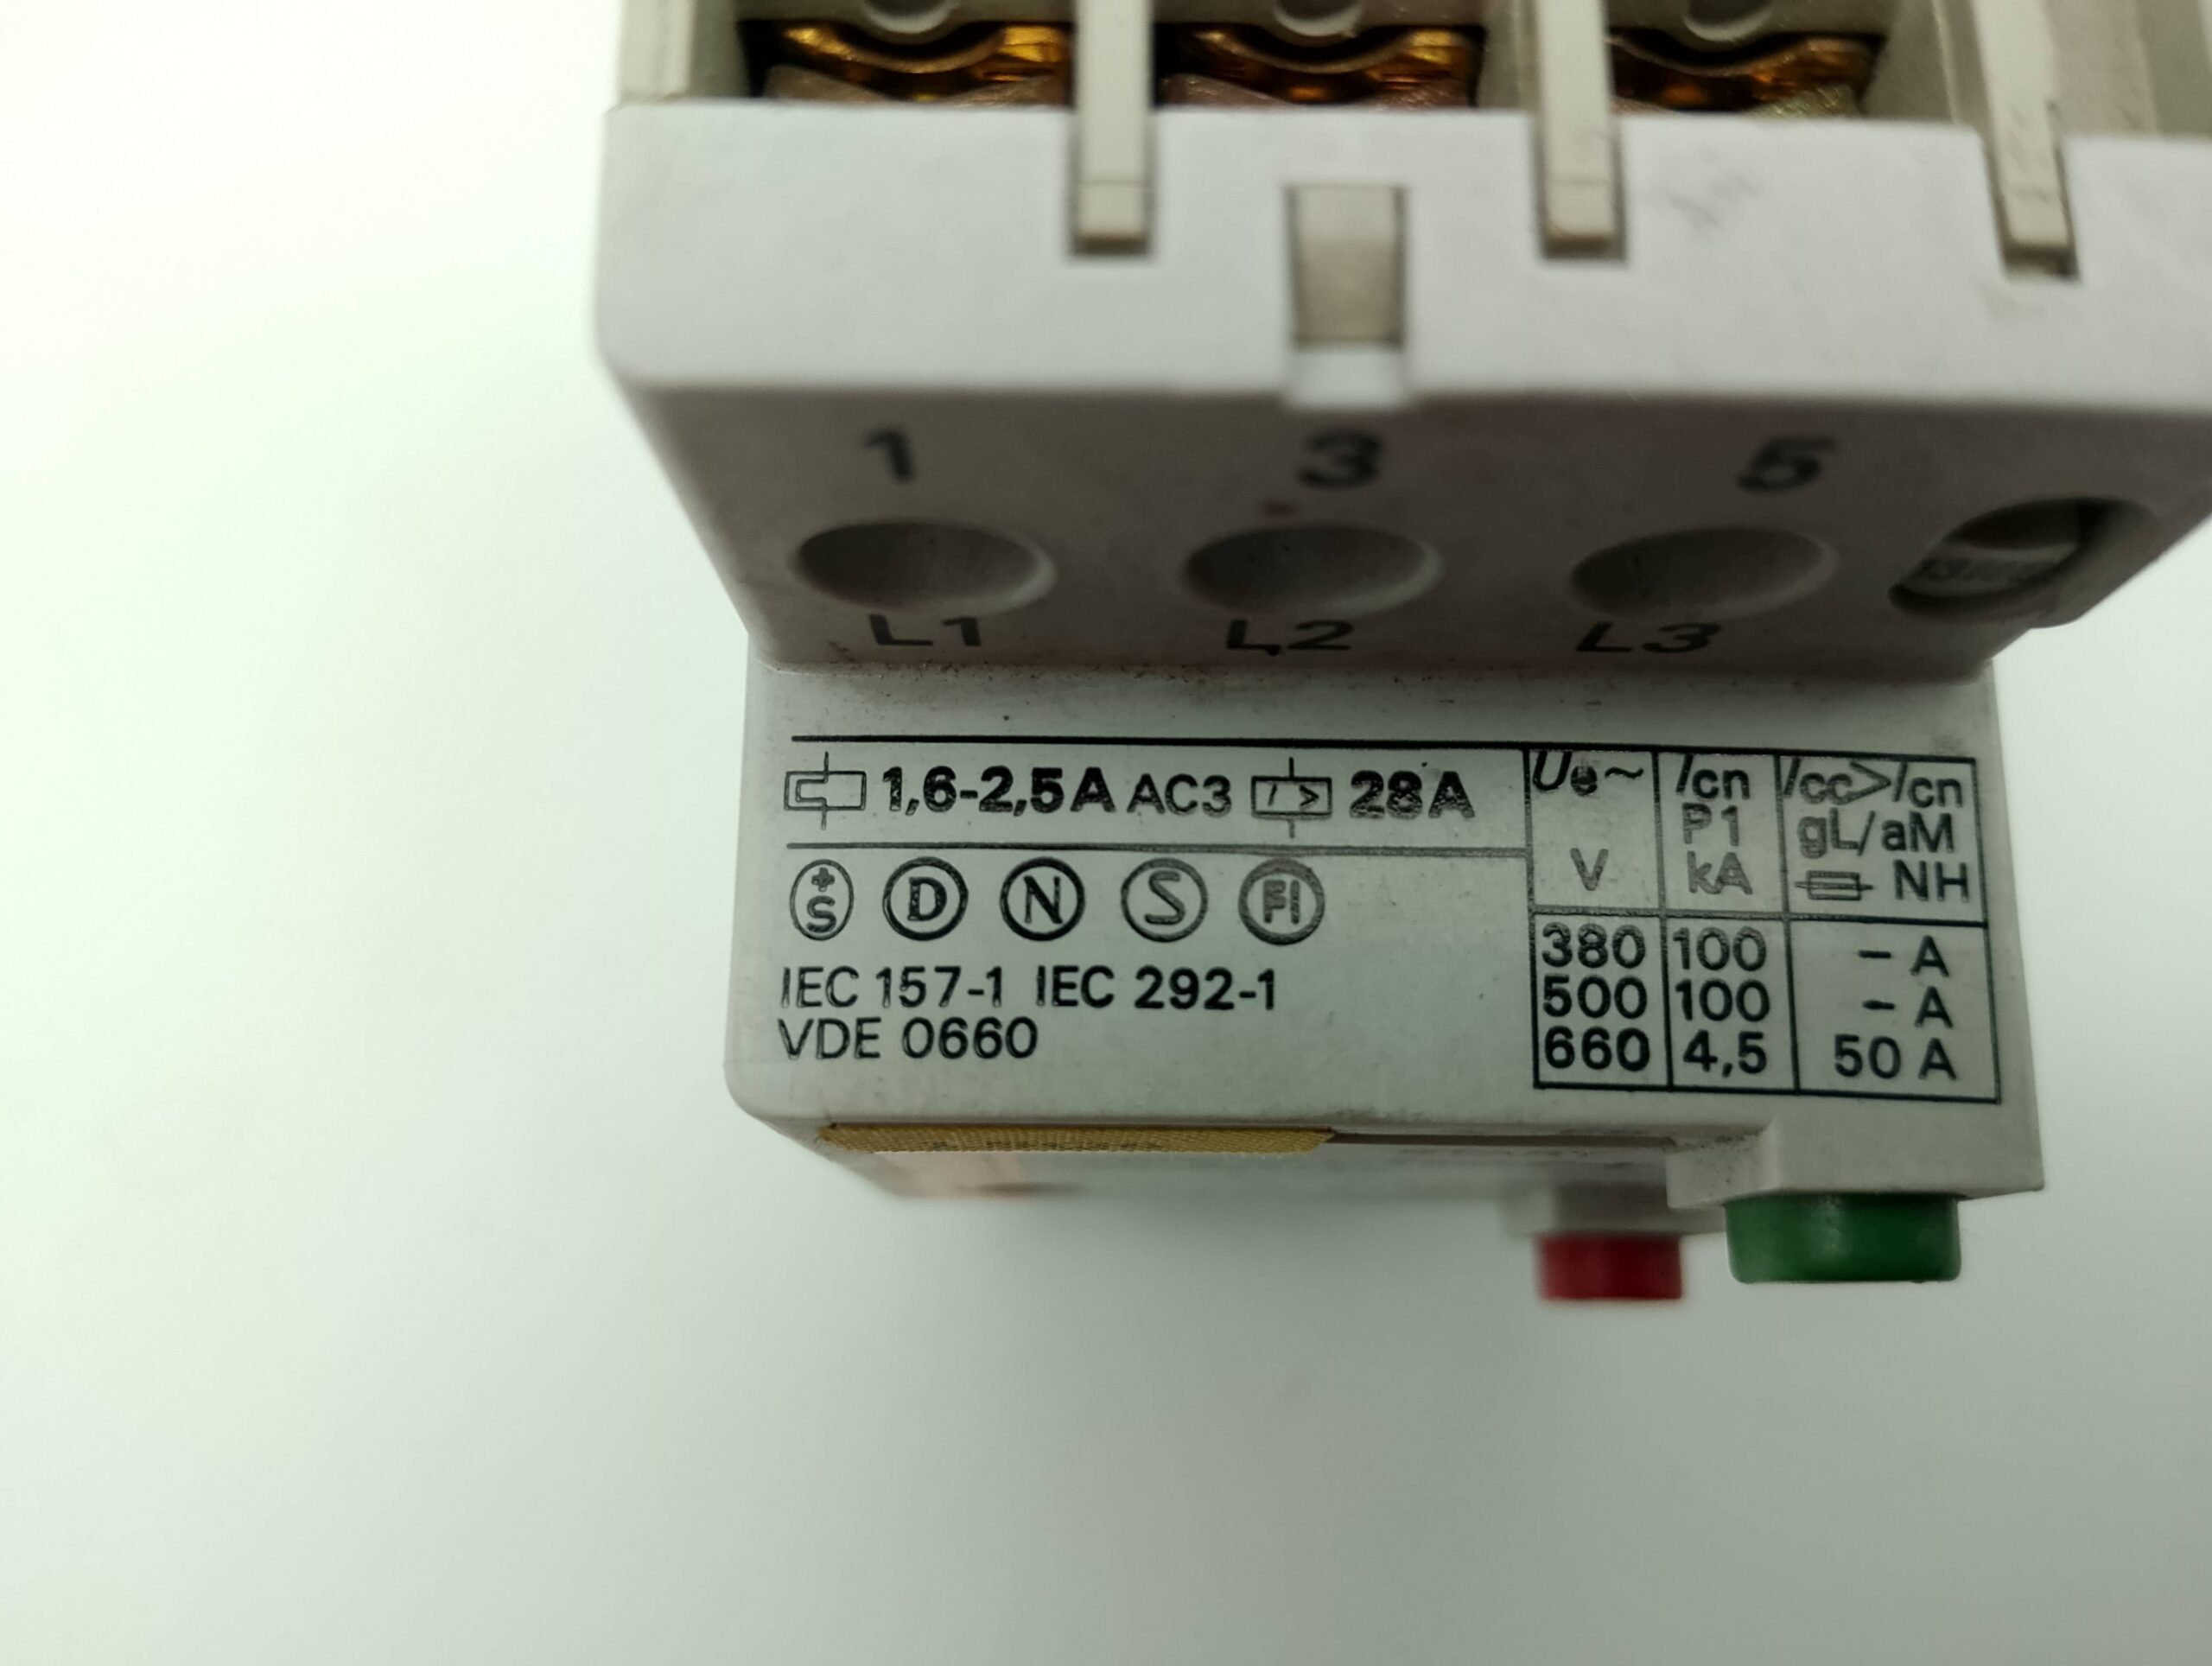 1 3 5
L1 L2 L3
1,6-2,5A AC3 28A
+S D N S FI
IEC 157-1 IEC 292-1
VDE 0660
Ue~ Icn Icc>Icn
P1 gL/aM
V kA NH
380 100 – A
500 100 – A
660 4,5 50 A